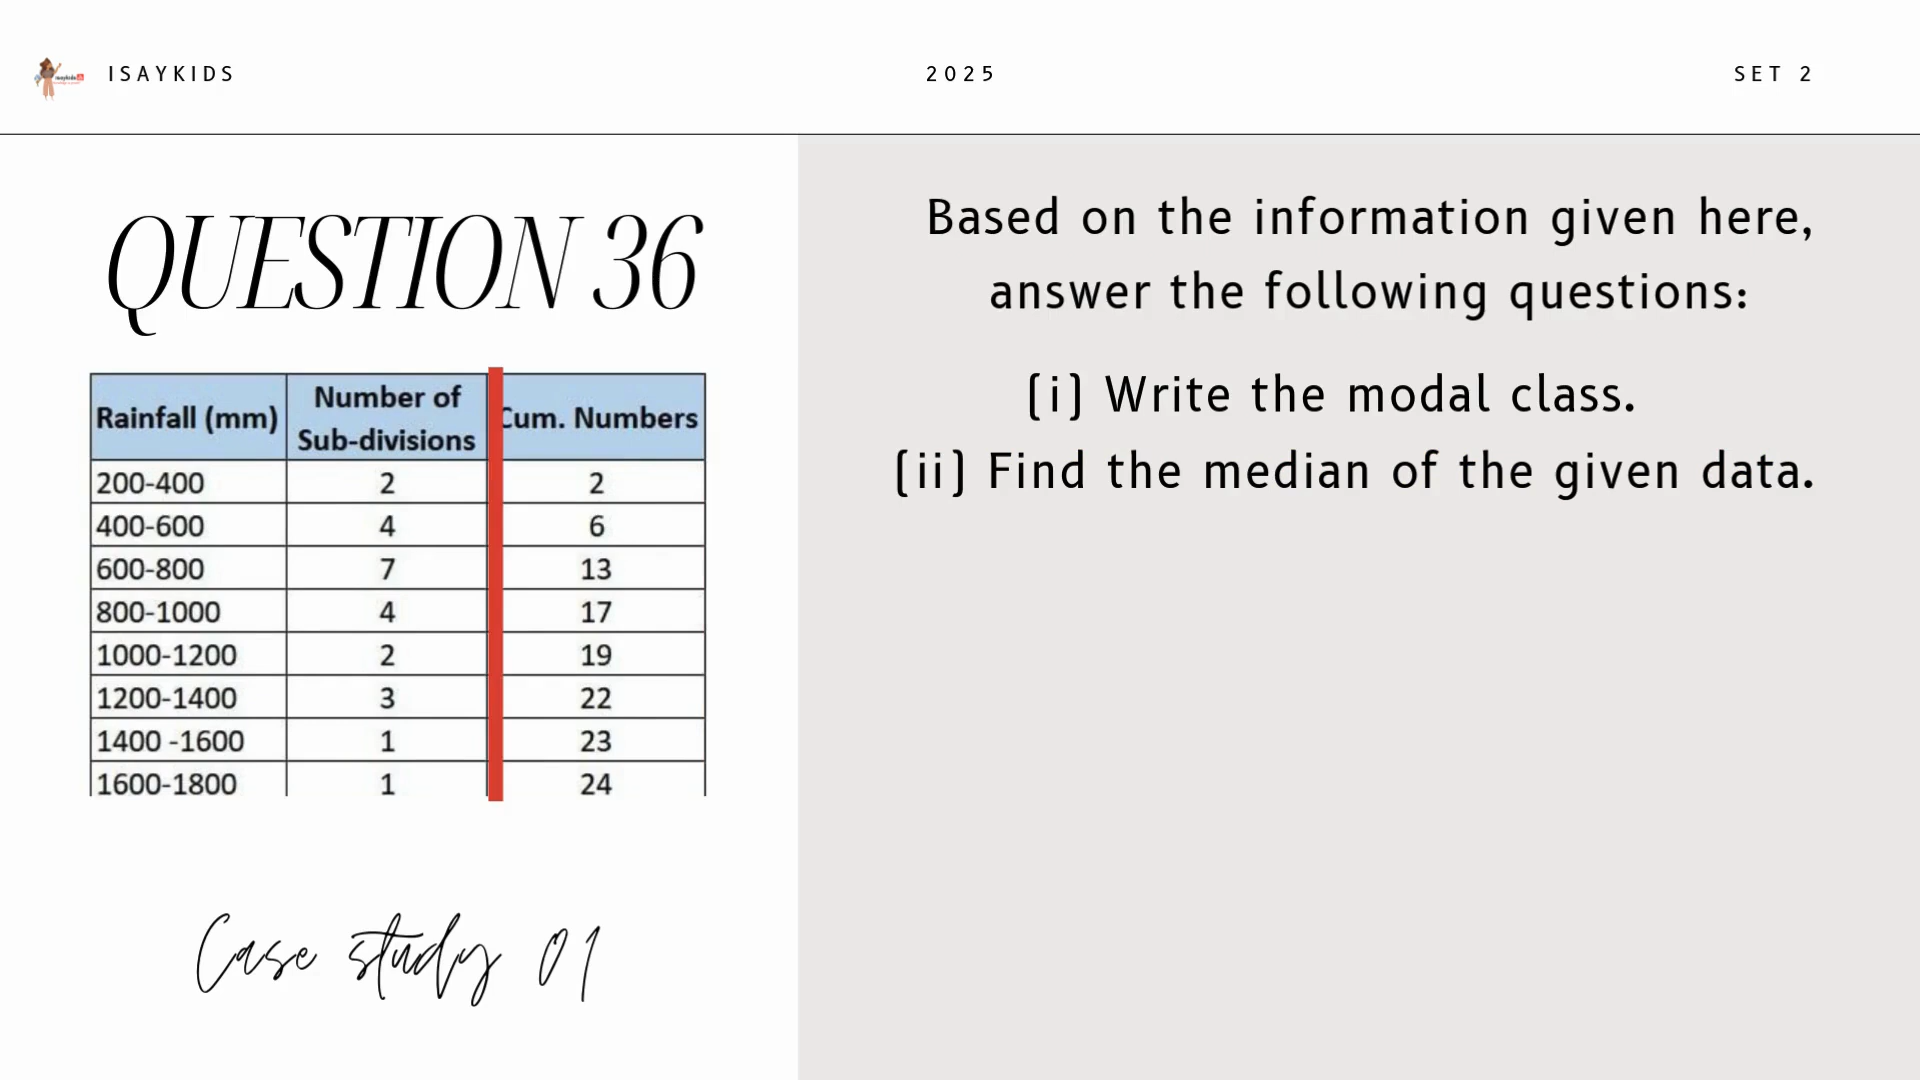 ISAYKIDS
2025
SET 2
QUESTION 36
Rainfall (mm) Number of Sub-divisions Cum. Numbers
200-400 2 2
400-600 4 6
600-800 7 13
800-1000 4 17
1000-1200 2 19
1200-1400 3 22
1400 -1600 1 23
1600-1800 1 24
Case study 01
Based on the information given here,
answer the following questions:
(i) Write the modal class.
(ii) Find the median of the given data.